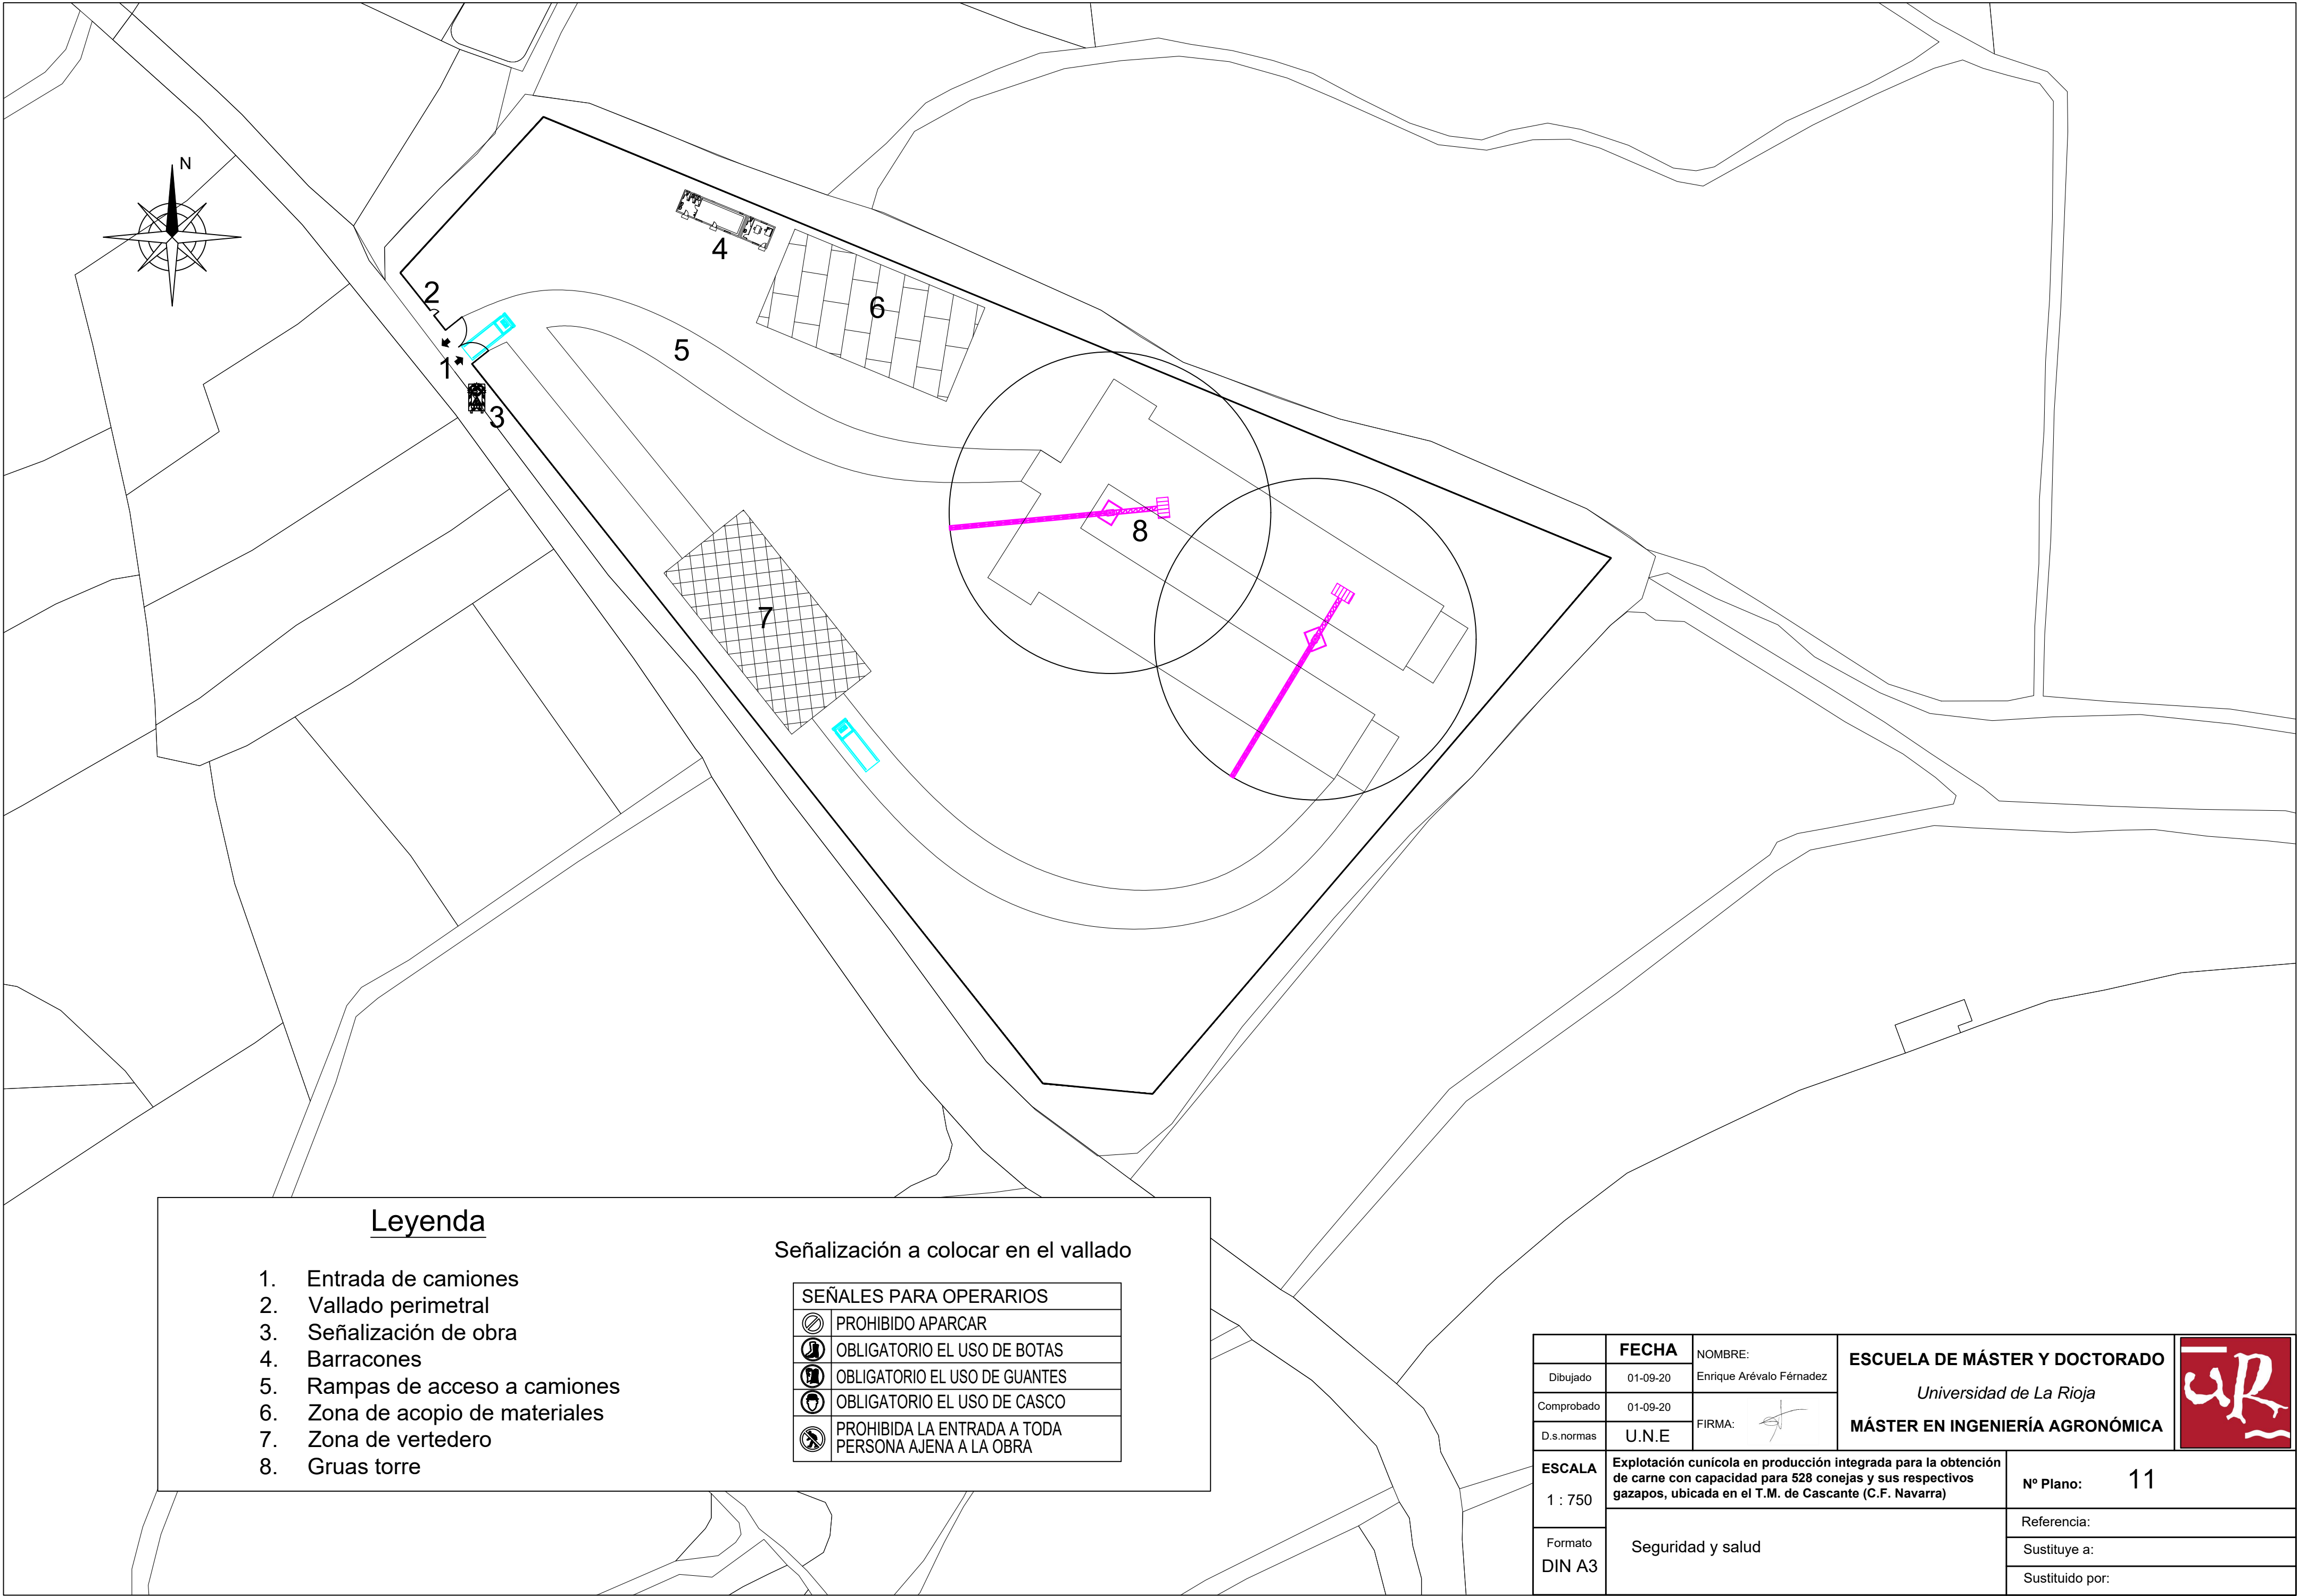 N
4
2
6
5
1
3
8
7
Leyenda
1. Entrada de camiones
2. Vallado perimetral
3. Señalización de obra
4. Barracones
5. Rampas de acceso a camiones
6. Zona de acopio de materiales
7. Zona de vertedero
8. Gruas torre
Señalización a colocar en el vallado
SEÑALES PARA OPERARIOS
PROHIBIDO APARCAR
OBLIGATORIO EL USO DE BOTAS
OBLIGATORIO EL USO DE GUANTES
OBLIGATORIO EL USO DE CASCO
PROHIBIDA LA ENTRADA A TODA
PERSONA AJENA A LA OBRA
FECHA
Dibujado 01-09-20
Comprobado 01-09-20
D.s.normas U.N.E
NOMBRE:
Enrique Arévalo Férnadez
FIRMA:
ESCUELA DE MÁSTER Y DOCTORADO
Universidad de La Rioja
MÁSTER EN INGENIERÍA AGRONÓMICA
uR
ESCALA
1 : 750
Explotación cunícola en producción integrada para la obtención
de carne con capacidad para 528 conejas y sus respectivos
gazapos, ubicada en el T.M. de Cascante (C.F. Navarra)
Nº Plano: 11
Formato
DIN A3
Seguridad y salud
Referencia:
Sustituye a:
Sustituido por: